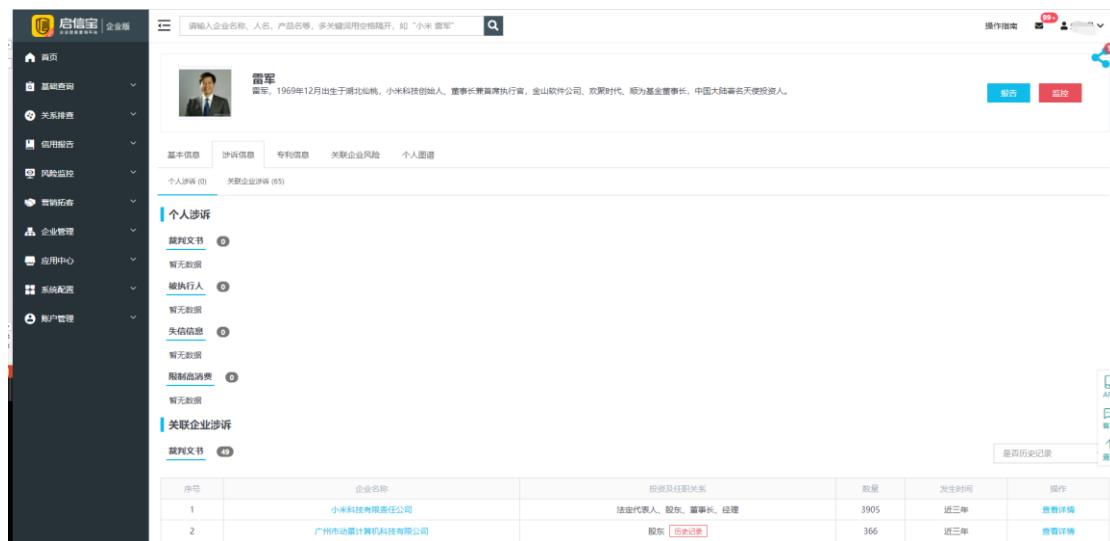 启信宝 企业版
请输入企业名称、人名，产品名等，多关键词用空格隔开，如 "小米 雷军"
操作指南
99+
首页
基础查询
关系排查
信用报告
风险监控
营销拓客
企业管理
应用中心
系统配置
账户管理
雷军
雷军，1969年12月出生于湖北仙桃，小米科技创始人、董事长兼首席执行官，金山软件公司、欢聚时代、顺为基金董事长，中国大陆著名天使投资人。
报告 监控
基本信息 涉诉信息 专利信息 关联企业风险 个人图谱
个人涉诉 (0) 关联企业涉诉 (65)
个人涉诉
裁判文书 0
暂无数据
被执行人 0
暂无数据
失信信息 0
暂无数据
限制高消费 0
暂无数据
关联企业涉诉
裁判文书 49
是否历史记录
序号 企业名称 投资及任职关系 数量 发生时间 操作
1 小米科技有限责任公司 法定代表人、股东、董事长、经理 3905 近三年 查看详情
2 广州市动景计算机科技有限公司 股东 历史记录 366 近三年 查看详情